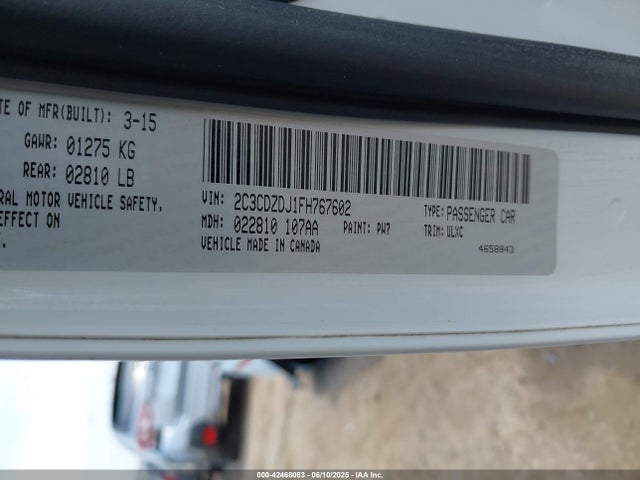 TE OF MFR(BUILT): 3-15
GAWR: 01275 KG
REAR: 02810 LB
RAL MOTOR VEHICLE SAFETY,
EFFECT ON
VIN: 2C3CDZDJ1FH767602
MDH: 022810 107AA PAINT: PW7
VEHICLE MADE IN CANADA
TYPE: PASSENGER CAR
TRIM: ULXC
4658843
000-42468083 - 06/10/2025 - IAA Inc.